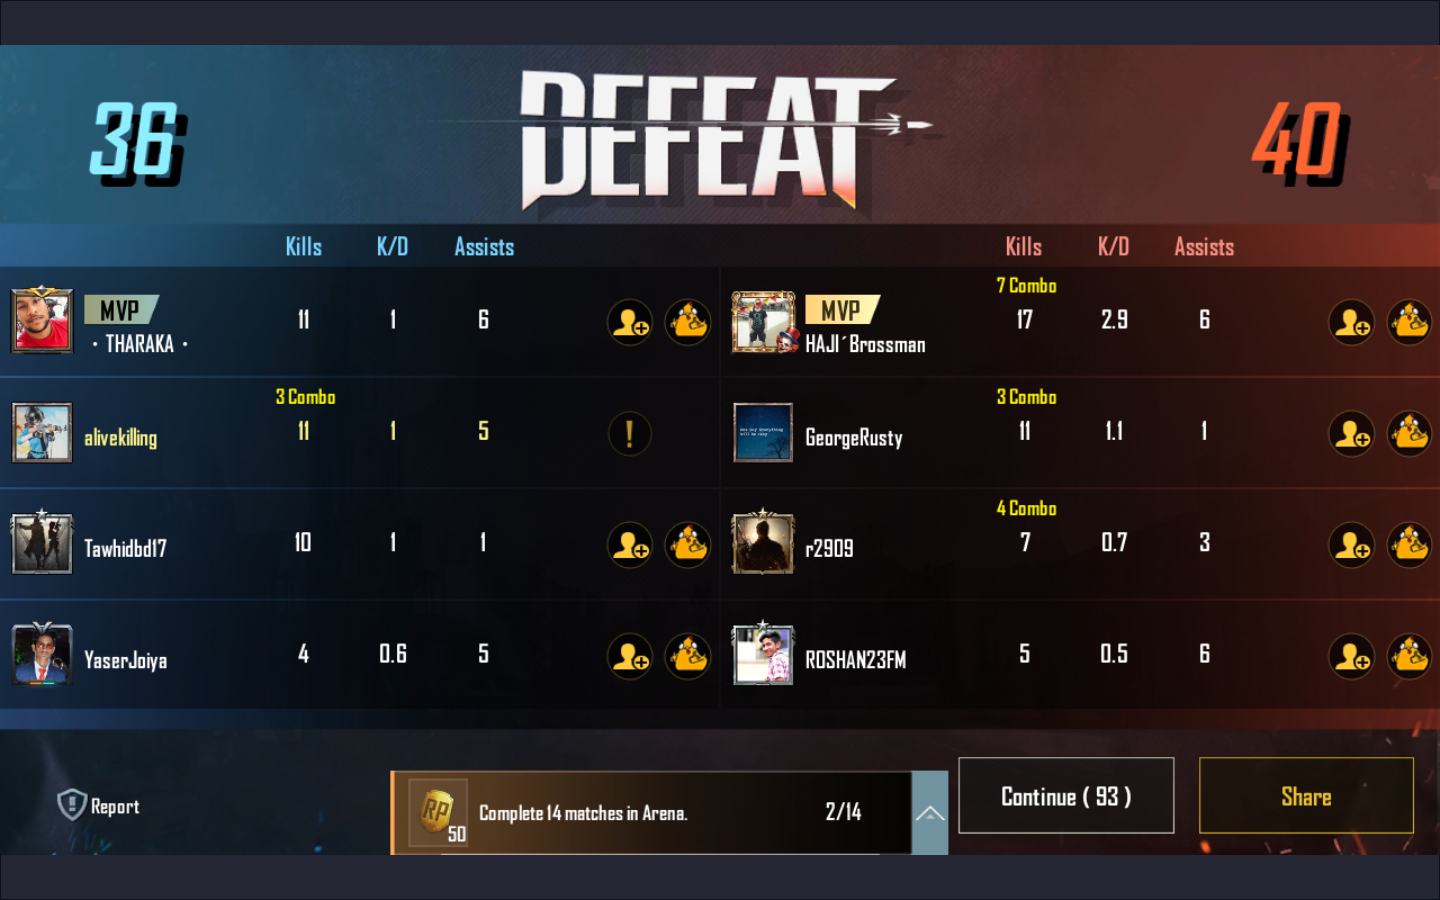 36
DEFEAT
40
Kills K/D Assists
Kills K/D Assists
MVP
• THARAKA •
11 1 6
7 Combo
MVP
HAJI´Brossman
17 2.9 6
3 Combo
alivekilling
11 1 5
3 Combo
GeorgeRusty
11 1.1 1
Tawhidbd17
10 1 1
4 Combo
r2909
7 0.7 3
YaserJoiya
4 0.6 5
ROSHAN23FM
5 0.5 6
Report
RP
50
Complete 14 matches in Arena.
2/14
Continue ( 93 )
Share